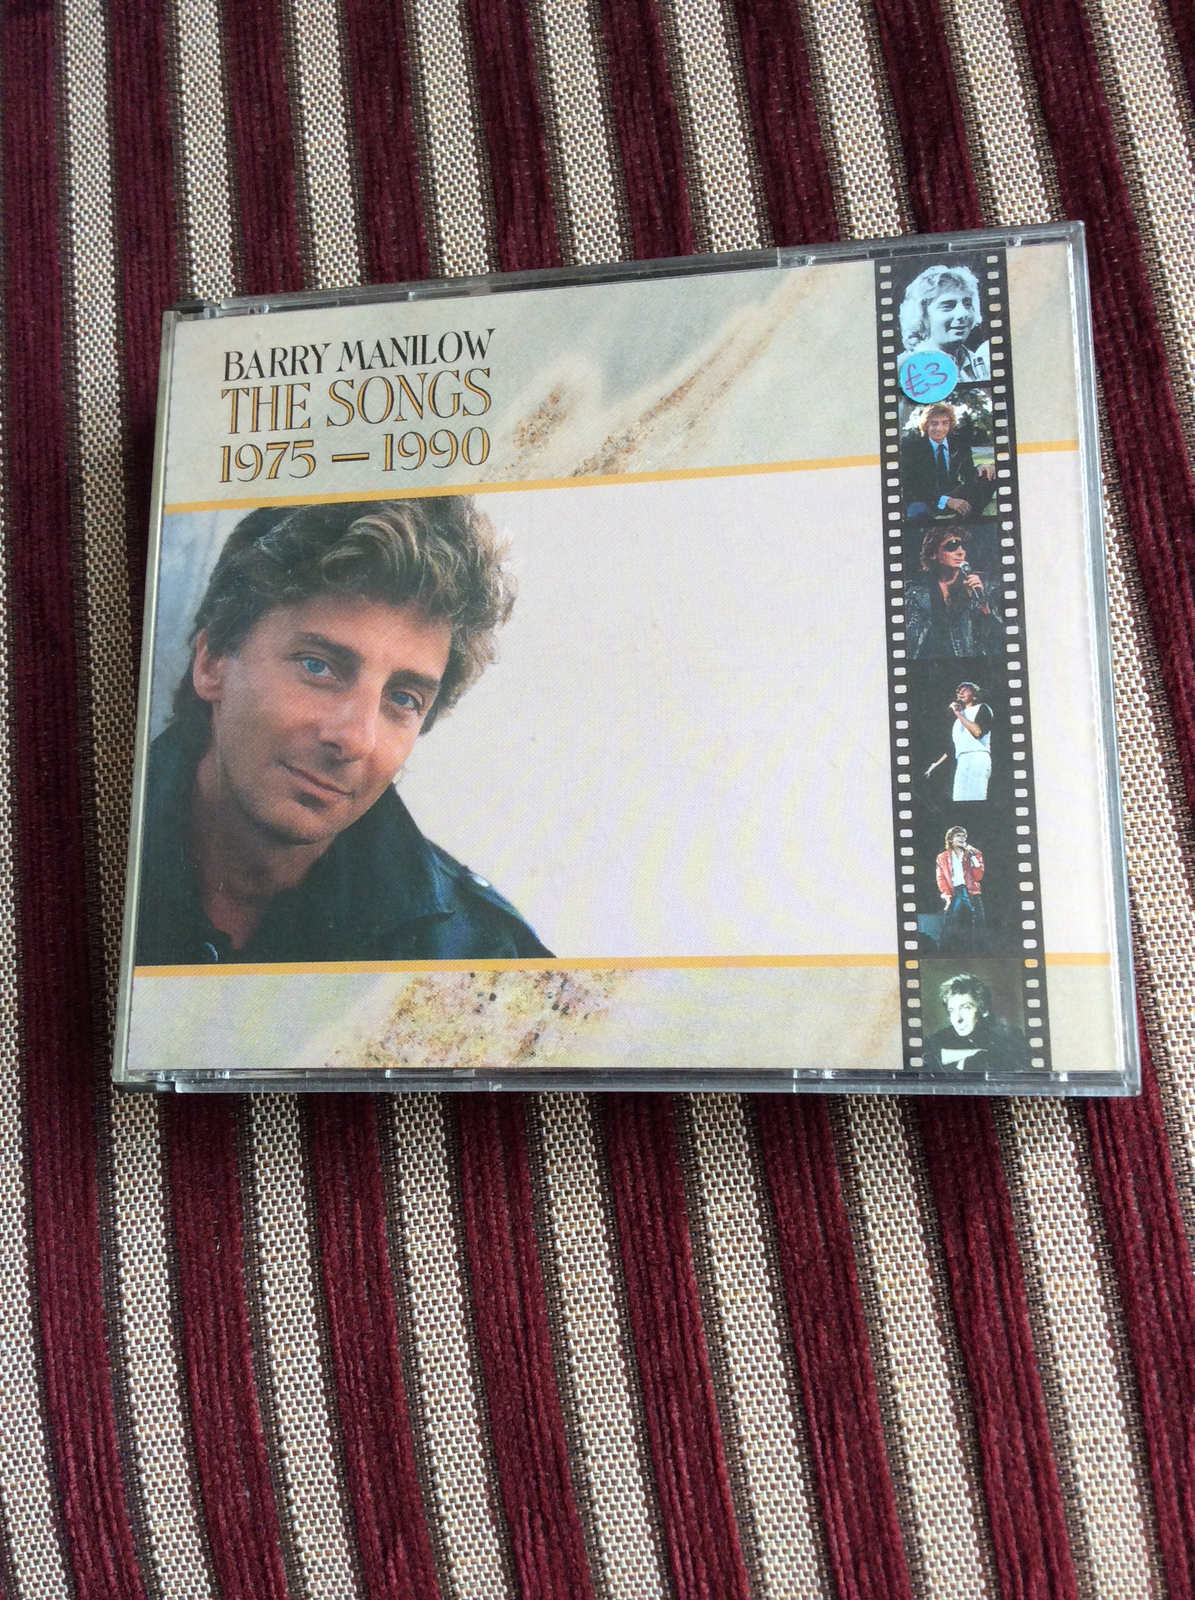 BARRY MANILOW
THE SONGS
1975 – 1990
£3